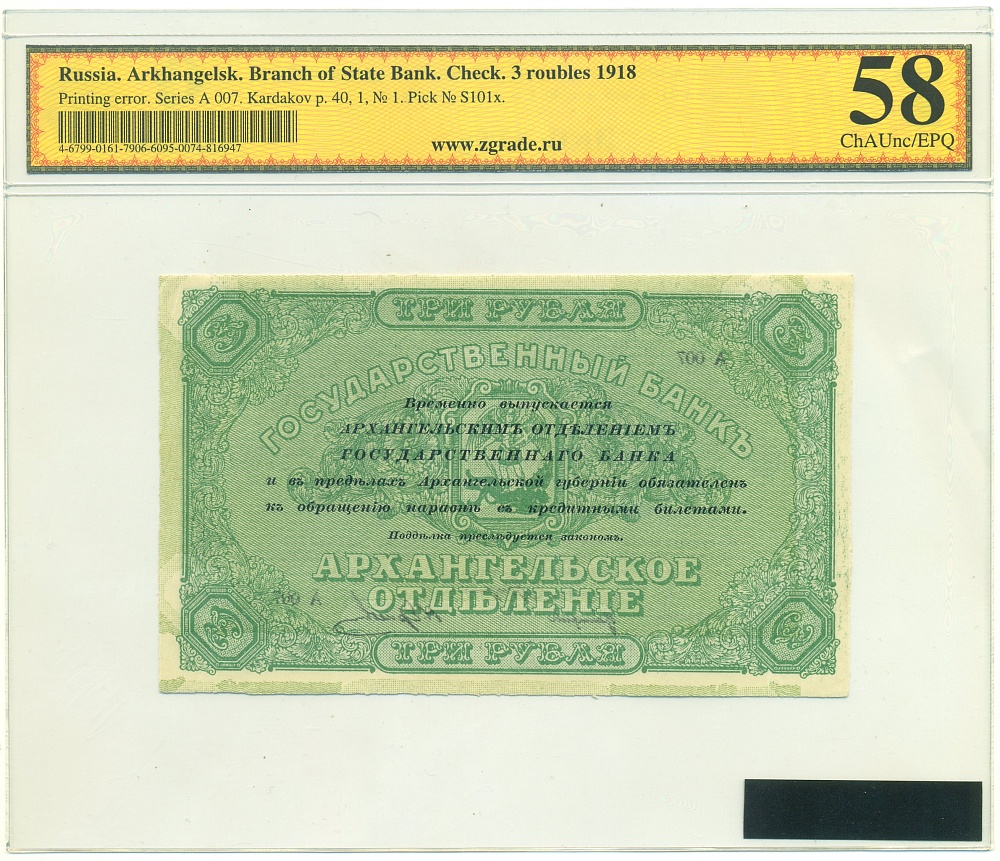 Russia. Arkhangelsk. Branch of State Bank. Check. 3 roubles 1918
Printing error. Series A 007. Kardakov p. 40, 1, № 1. Pick № S101x.
4-6799-0161-7906-6095-0074-816947
www.zgrade.ru
58
ChAUnc/EPQ
ТРИ РУБЛЯ
А 007
ГОСУДАРСТВЕННЫЙ БАНКЪ
Временно выпускается
АРХАНГЕЛЬСКИМЪ ОТДѢЛЕНІЕМЪ
ГОСУДАРСТВЕННАГО БАНКА
и въ предѣлахъ Архангельской губерніи обязателенъ
къ обращенію наравнѣ съ кредитными билетами.
Поддѣлка преслѣдуется закономъ.
АРХАНГЕЛЬСКОЕ
ОТДѢЛЕНІЕ
ТРИ РУБЛЯ